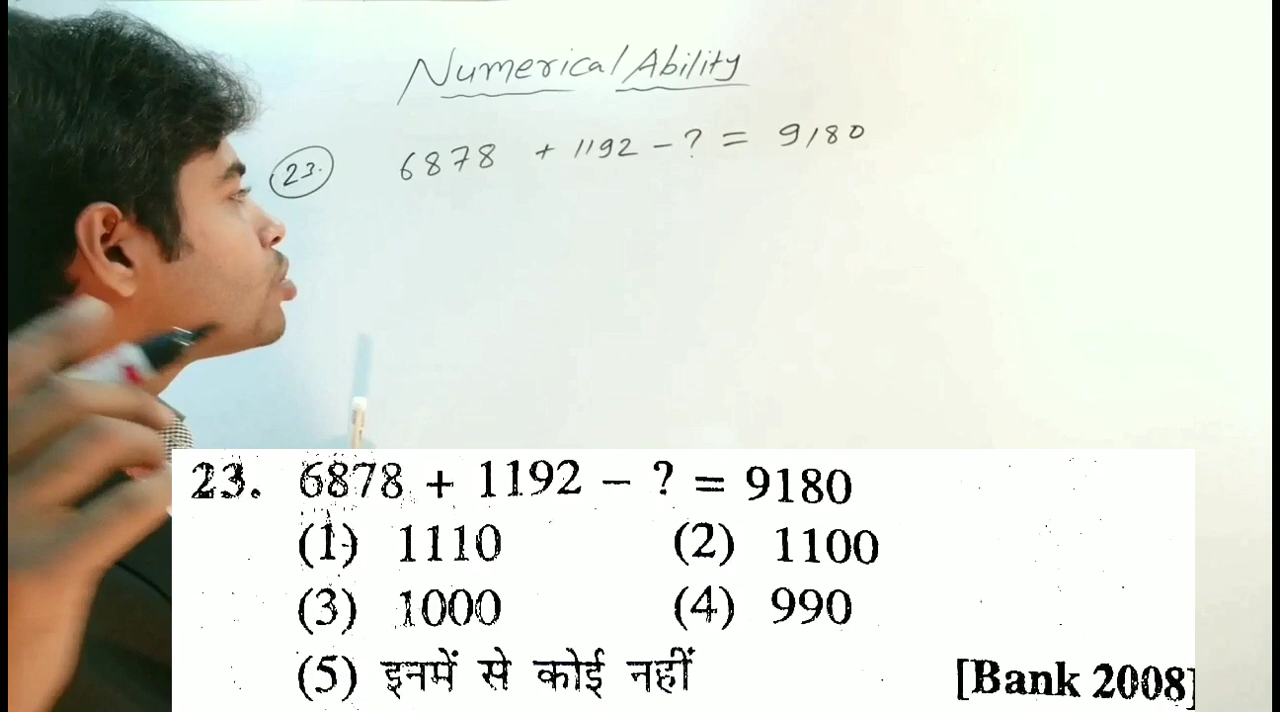 Numerical Ability
23. 6878 + 1192 - ? = 9180
23. 6878 + 1192 – ? = 9180
(1) 1110 (2) 1100
(3) 1000 (4) 990
(5) इनमें से कोई नहीं [Bank 2008]